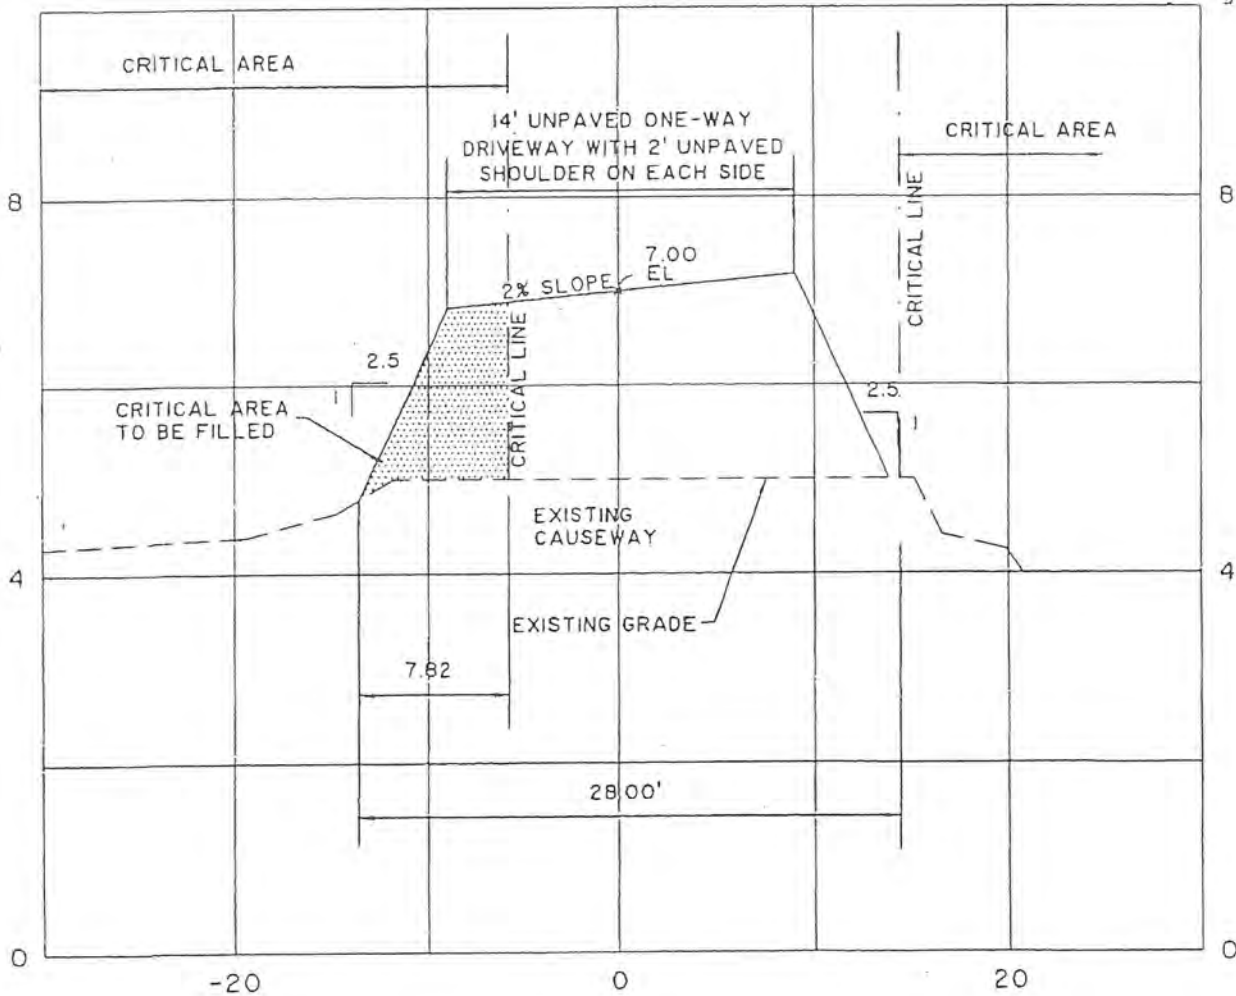 CRITICAL AREA
14' UNPAVED ONE-WAY
DRIVEWAY WITH 2' UNPAVED
SHOULDER ON EACH SIDE
CRITICAL AREA
8
8
CRITICAL LINE
7.00
EL
2% SLOPE
CRITICAL LINE
2.5
1
2.5
1
CRITICAL AREA
TO BE FILLED
EXISTING
CAUSEWAY
4
4
EXISTING GRADE
7.82
28.00'
0
0
-20
0
20